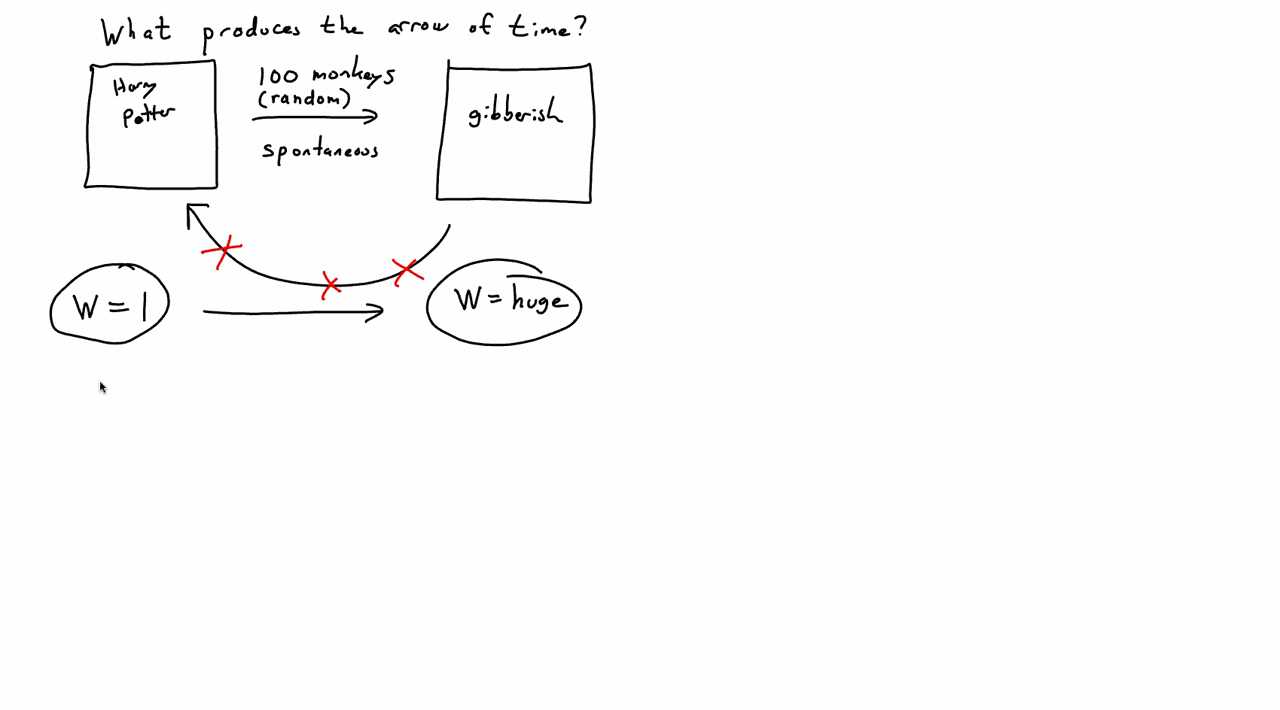 What produces the arrow of time?
Harry
Potter
100 monkeys
(random)
spontaneous
gibberish
W = 1
W = huge